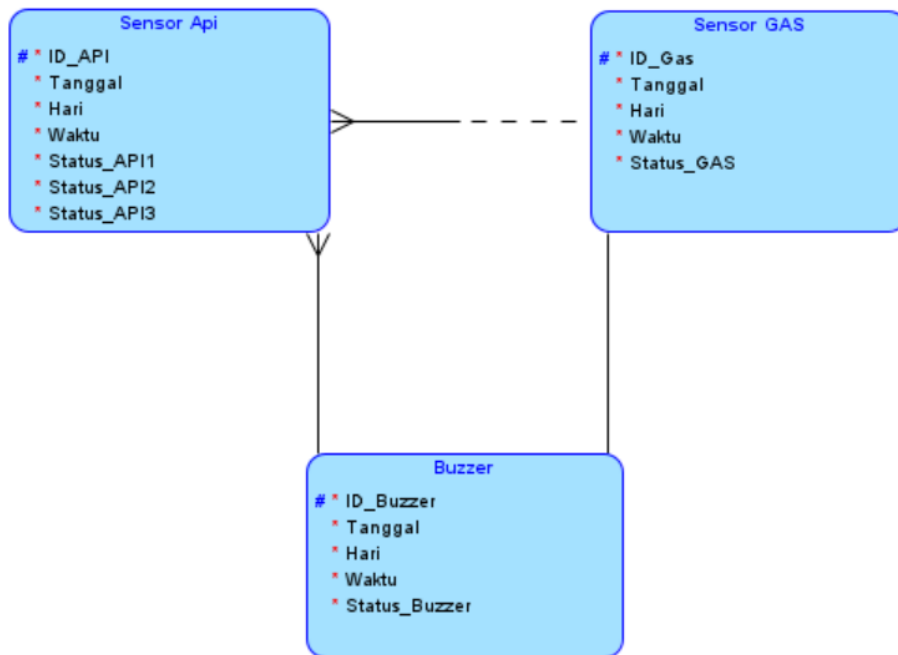 Sensor Api
# * ID_API
* Tanggal
* Hari
* Waktu
* Status_API1
* Status_API2
* Status_API3
Sensor GAS
# * ID_Gas
* Tanggal
* Hari
* Waktu
* Status_GAS
Buzzer
# * ID_Buzzer
* Tanggal
* Hari
* Waktu
* Status_Buzzer